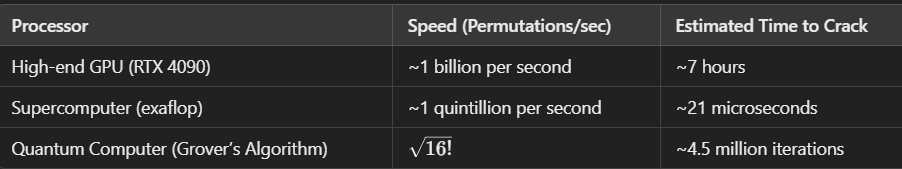 Processor Speed (Permutations/sec) Estimated Time to Crack
High-end GPU (RTX 4090) ~1 billion per second ~7 hours
Supercomputer (exaflop) ~1 quintillion per second ~21 microseconds
Quantum Computer (Grover’s Algorithm) √16! ~4.5 million iterations